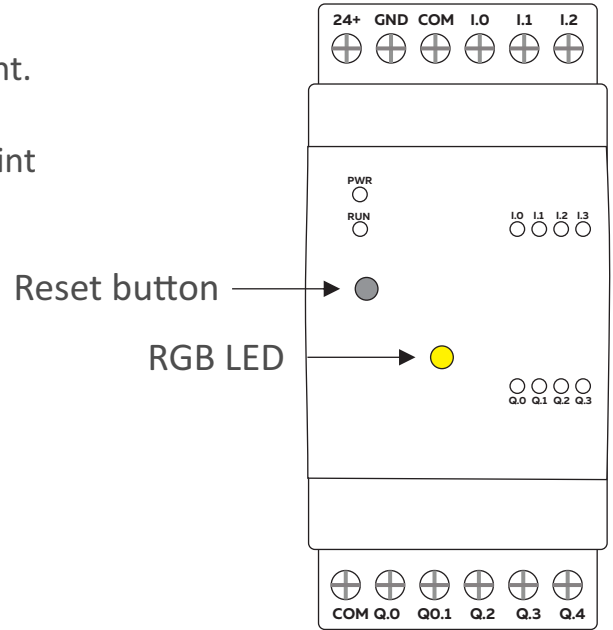 24+ GND COM I.0 I.1 I.2
nt.
int
PWR
RUN
I.0 I.1 I.2 I.3
Reset button
RGB LED
Q.0 Q.1 Q.2 Q.3
COM Q.0 Q0.1 Q.2 Q.3 Q.4